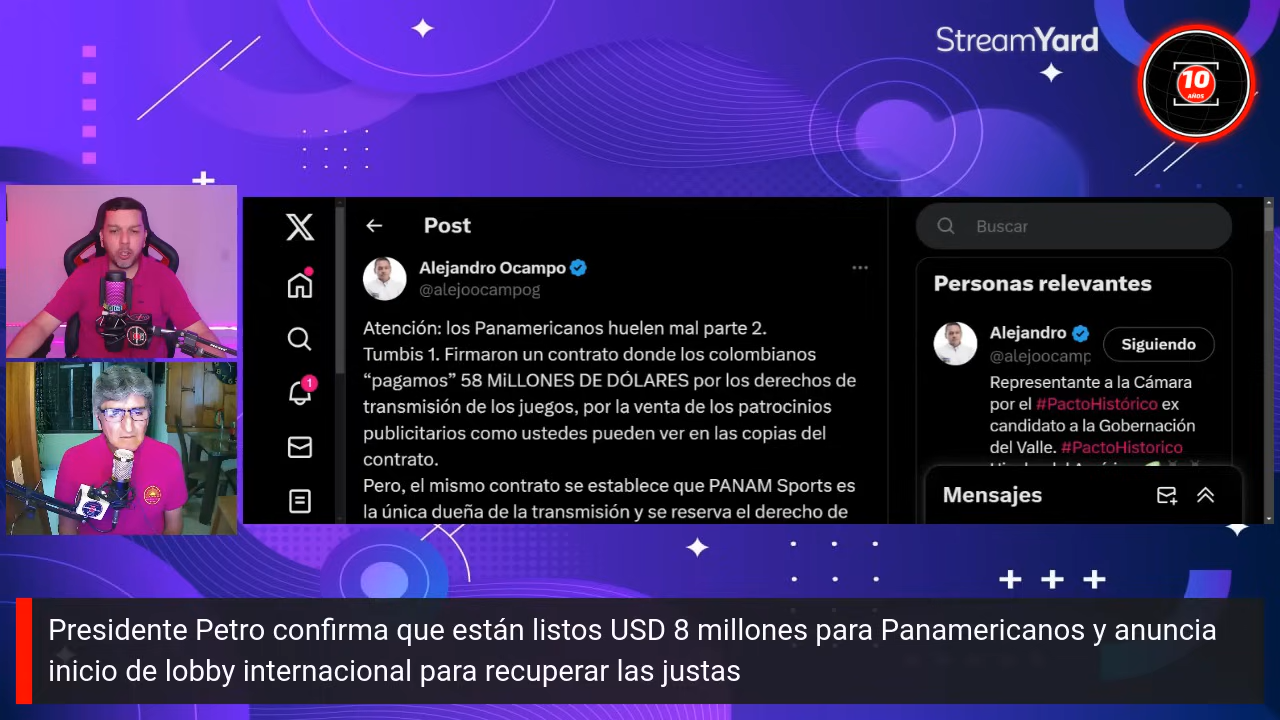 StreamYard
10
AÑOS
Post
Buscar
Alejandro Ocampo
@alejoocampog
Atención: los Panamericanos huelen mal parte 2.
Tumbis 1. Firmaron un contrato donde los colombianos
“pagamos” 58 MiLLONES DE DÓLARES por los derechos de
transmisión de los juegos, por la venta de los patrocinios
publicitarios como ustedes pueden ver en las copias del
contrato.
Pero, el mismo contrato se establece que PANAM Sports es
la única dueña de la transmisión y se reserva el derecho de
1
Personas relevantes
Alejandro
@alejoocamp
Siguiendo
Representante a la Cámara
por el #PactoHistórico ex
candidato a la Gobernación
del Valle. #PactoHistorico
Mensajes
Presidente Petro confirma que están listos USD 8 millones para Panamericanos y anuncia
inicio de lobby internacional para recuperar las justas